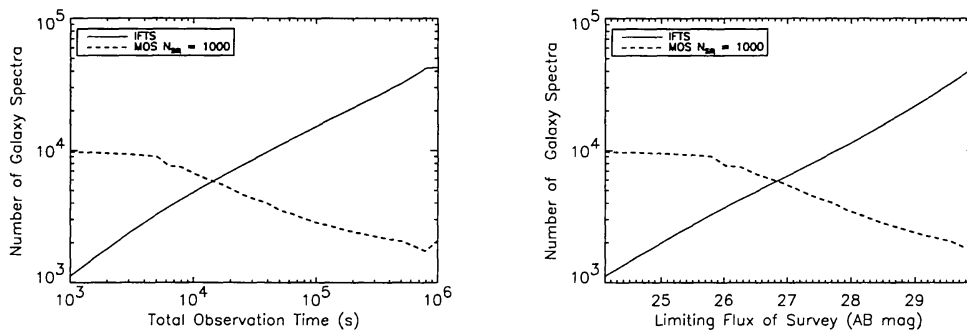 10⁵
10⁴
10³
Number of Galaxy Spectra
IFTS
MOS N_sq = 1000
10³ 10⁴ 10⁵ 10⁶
Total Observation Time (s)
10⁵
10⁴
10³
Number of Galaxy Spectra
IFTS
MOS N_sq = 1000
25 26 27 28 29
Limiting Flux of Survey (AB mag)